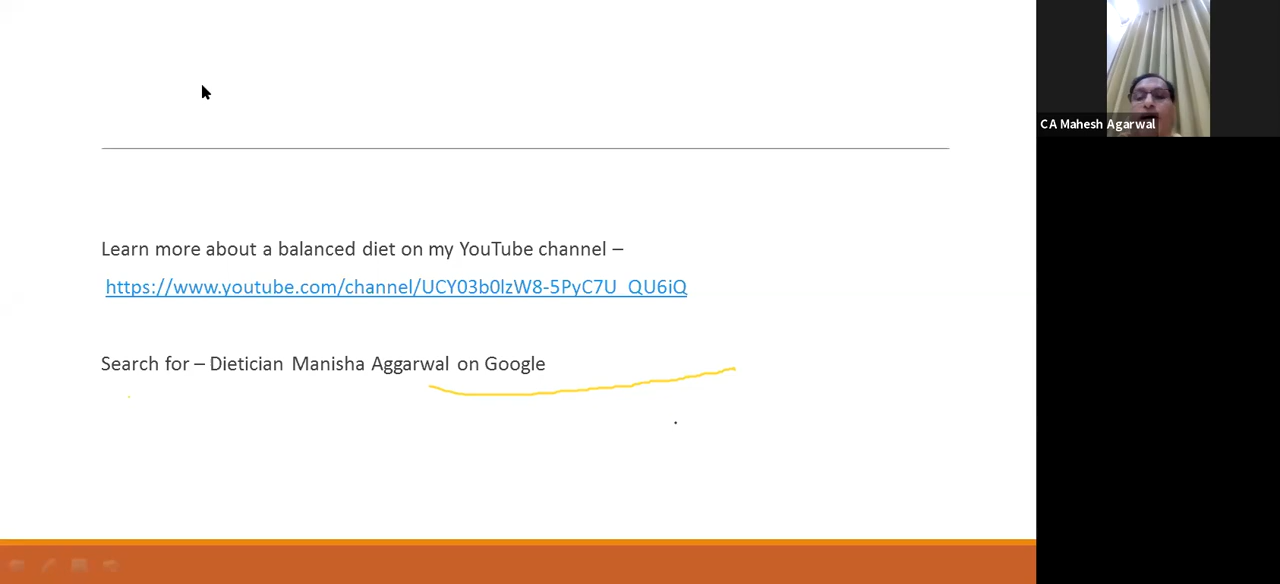 Learn more about a balanced diet on my YouTube channel –
https://www.youtube.com/channel/UCY03b0lzW8-5PyC7U_QU6iQ
Search for – Dietician Manisha Aggarwal on Google
CA Mahesh Agarwal